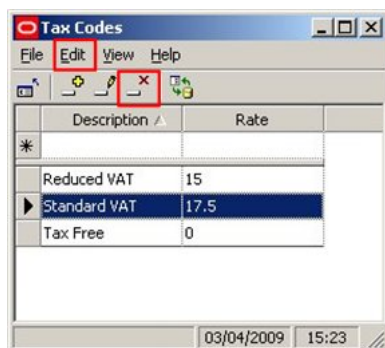 Tax Codes
File Edit View Help
Description Rate
Reduced VAT 15
Standard VAT 17.5
Tax Free 0
03/04/2009 15:23